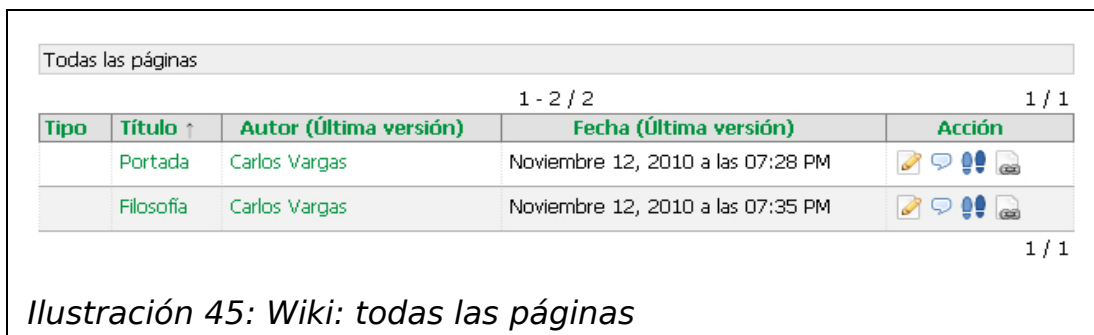 Todas las páginas
1 - 2 / 2 1 / 1
Tipo Título ↑ Autor (Última versión) Fecha (Última versión) Acción
Portada Carlos Vargas Noviembre 12, 2010 a las 07:28 PM
Filosofía Carlos Vargas Noviembre 12, 2010 a las 07:35 PM
1 / 1
Ilustración 45: Wiki: todas las páginas